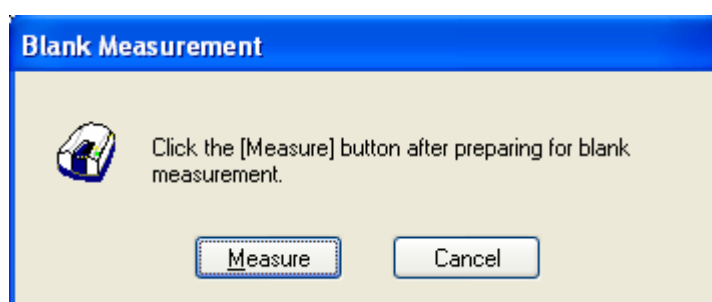 Blank Measurement
Click the [Measure] button after preparing for blank
measurement.
Measure
Cancel